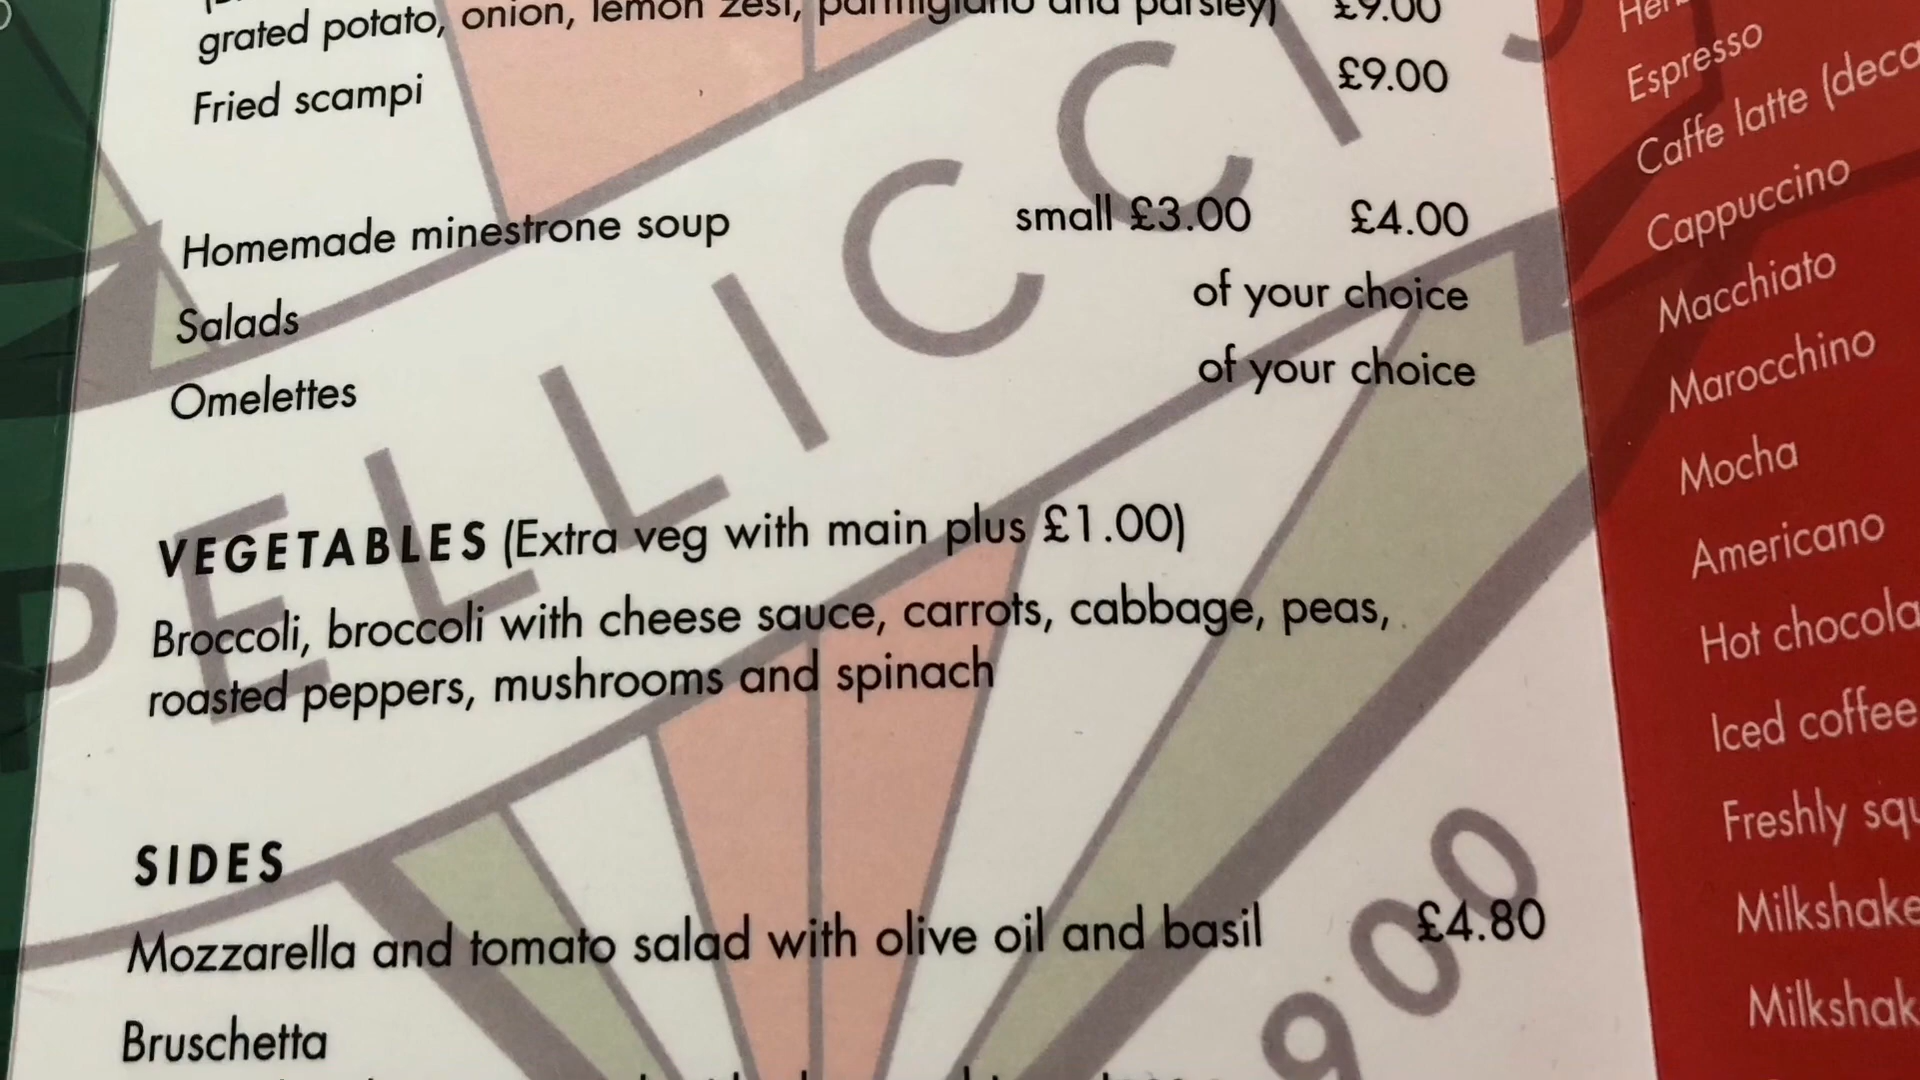 grated potato, onion, lemon zest, parmigiano and parsley) £9.00
Fried scampi £9.00
Homemade minestrone soup small £3.00 £4.00
Salads of your choice
Omelettes of your choice
VEGETABLES (Extra veg with main plus £1.00)
Broccoli, broccoli with cheese sauce, carrots, cabbage, peas,
roasted peppers, mushrooms and spinach
SIDES
Mozzarella and tomato salad with olive oil and basil £4.80
Bruschetta
PELLICCI
900
Espresso
Caffe latte (deca
Cappuccino
Macchiato
Marocchino
Mocha
Americano
Hot chocola
Iced coffee
Freshly squ
Milkshake
Milkshak